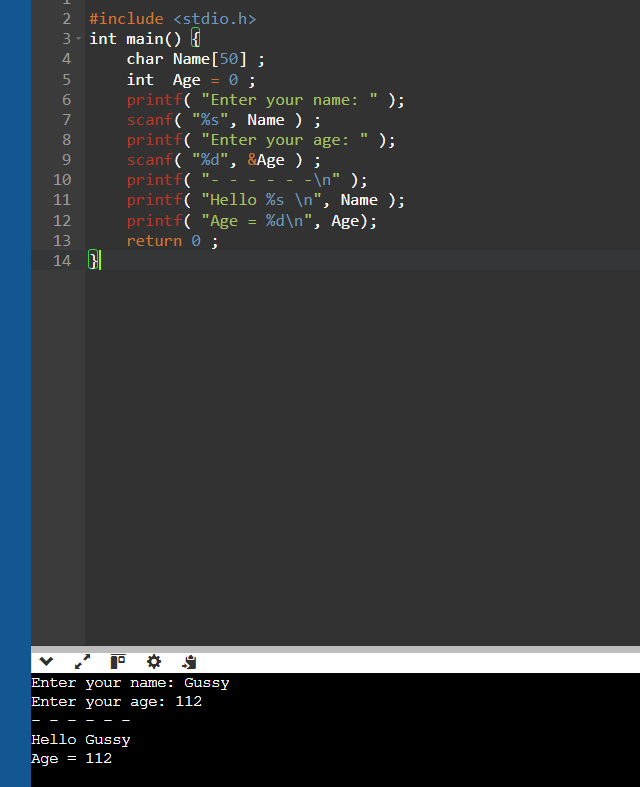 2 #include <stdio.h>
3 int main() {
4     char Name[50] ;
5     int  Age = 0 ;
6     printf( "Enter your name: " );
7     scanf( "%s", Name ) ;
8     printf( "Enter your age: " );
9     scanf( "%d", &Age ) ;
10     printf( "- - - - - -\n" );
11     printf( "Hello %s \n", Name );
12     printf( "Age = %d\n", Age);
13     return 0 ;
14 }
Enter your name: Gussy
Enter your age: 112
- - - - - -
Hello Gussy
Age = 112